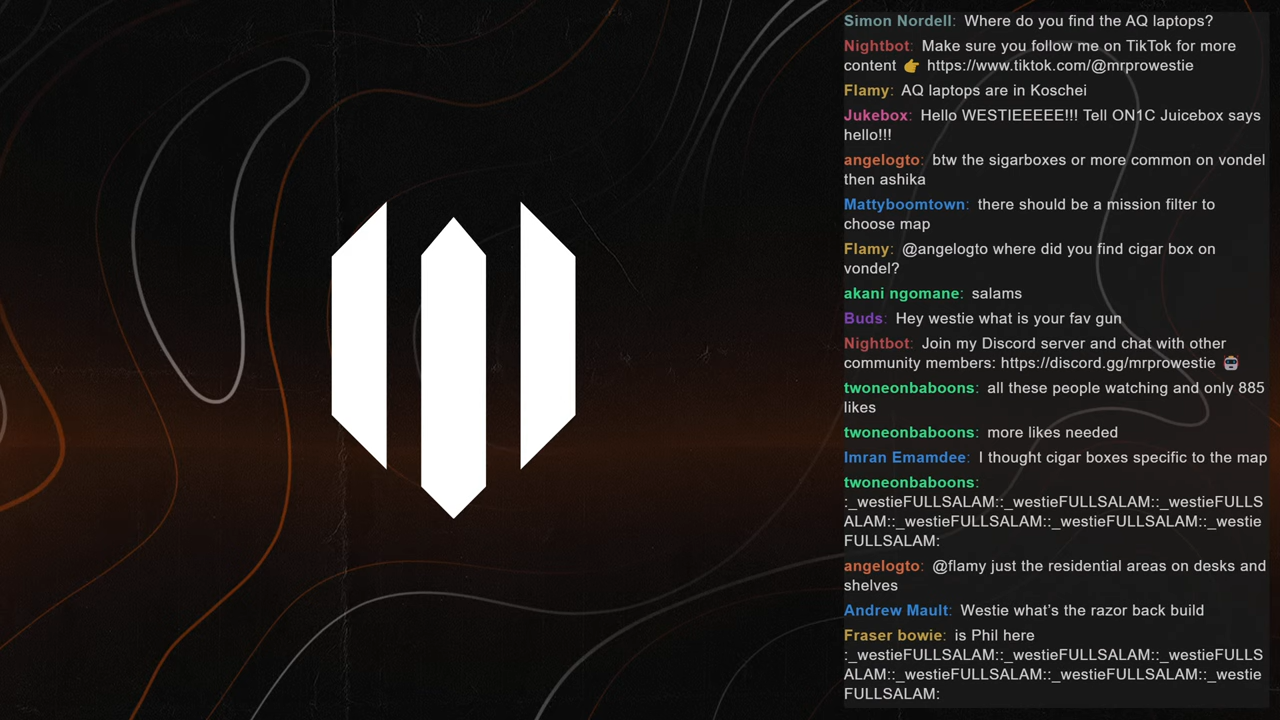 Simon Nordell: Where do you find the AQ laptops?
Nightbot: Make sure you follow me on TikTok for more
content 👉 https://www.tiktok.com/@mrprowestie
Flamy: AQ laptops are in Koschei
Jukebox: Hello WESTIEEEEE!!! Tell ON1C Juicebox says
hello!!!
angelogto: btw the sigarboxes or more common on vondel
then ashika
Mattyboomtown: there should be a mission filter to
choose map
Flamy: @angelogto where did you find cigar box on
vondel?
akani ngomane: salams
Buds: Hey westie what is your fav gun
Nightbot: Join my Discord server and chat with other
community members: https://discord.gg/mrprowestie 🤖
twoneonbaboons: all these people watching and only 885
likes
twoneonbaboons: more likes needed
Imran Emamdee: I thought cigar boxes specific to the map
twoneonbaboons:
:_westieFULLSALAM::_westieFULLSALAM::_westieFULLS
ALAM::_westieFULLSALAM::_westieFULLSALAM::_westie
FULLSALAM:
angelogto: @flamy just the residential areas on desks and
shelves
Andrew Mault: Westie what's the razor back build
Fraser bowie: is Phil here
:_westieFULLSALAM::_westieFULLSALAM::_westieFULLS
ALAM::_westieFULLSALAM::_westieFULLSALAM::_westie
FULLSALAM: